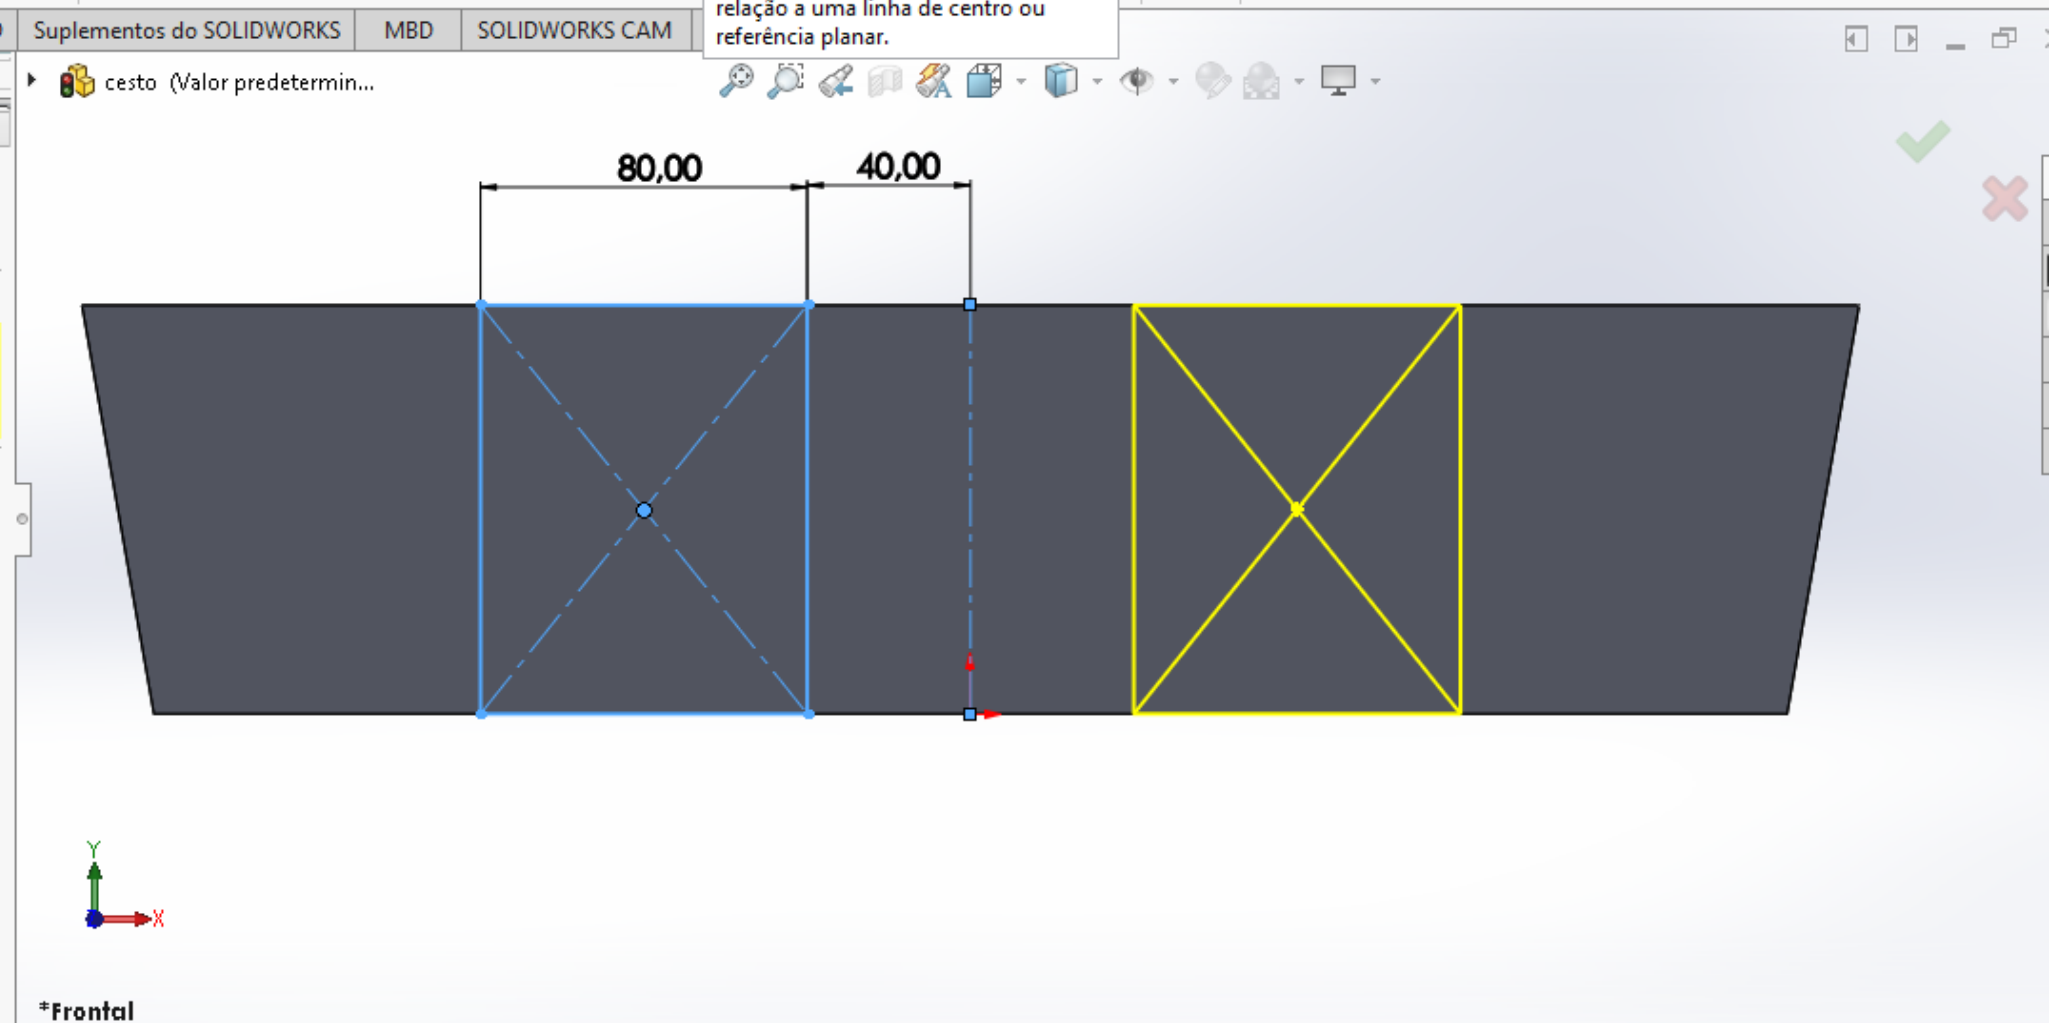 relação a uma linha de centro ou
referência planar.
Suplementos do SOLIDWORKS
MBD
SOLIDWORKS CAM
cesto (Valor predetermin...
80,00
40,00
Y
X
*Frontal